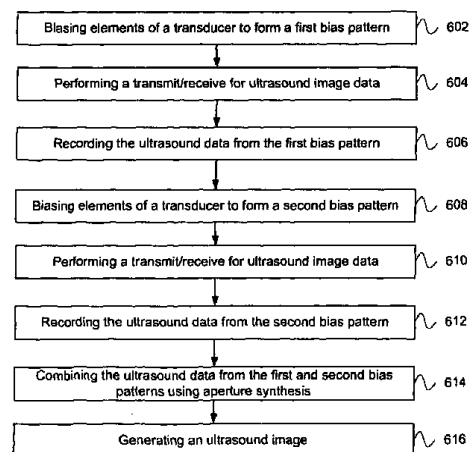 Biasing elements of a transducer to form a first bias pattern 602
Performing a transmit/receive for ultrasound image data 604
Recording the ultrasound data from the first bias pattern 606
Biasing elements of a transducer to form a second bias pattern 608
Performing a transmit/receive for ultrasound image data 610
Recording the ultrasound data from the second bias pattern 612
Combining the ultrasound data from the first and second bias
patterns using aperture synthesis 614
Generating an ultrasound image 616